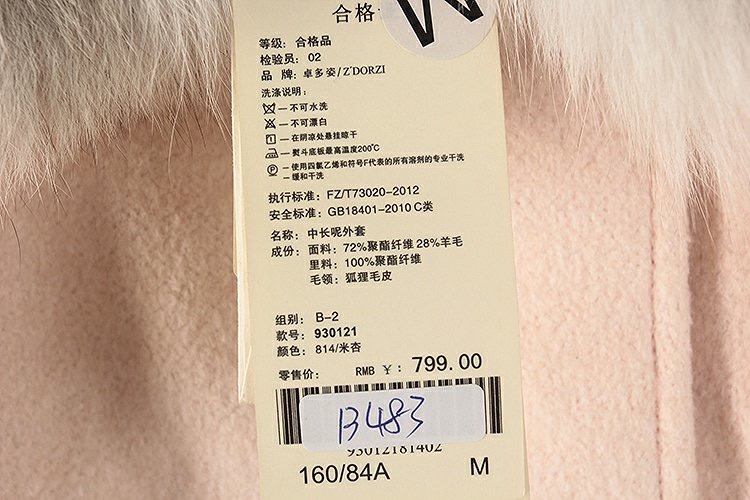 合格
M
等级：合格品
检验员：02
品 牌：卓多姿/Z'DORZI
洗涤说明：
—不可水洗
—不可漂白
—在阴凉处悬挂晾干
—熨斗底板最高温度200℃
—使用四氯乙烯和符号F代表的所有溶剂的专业干洗
—缓和干洗
执行标准：FZ/T73020-2012
安全标准：GB18401-2010 C类
名称：中长呢外套
成份：面料：72%聚酯纤维 28%羊毛
里料：100%聚酯纤维
毛领：狐狸毛皮
组别：B-2
款号：930121
颜色：814/米杏
零售价： RMB ￥：799.00
B483
93012181402
160/84A M